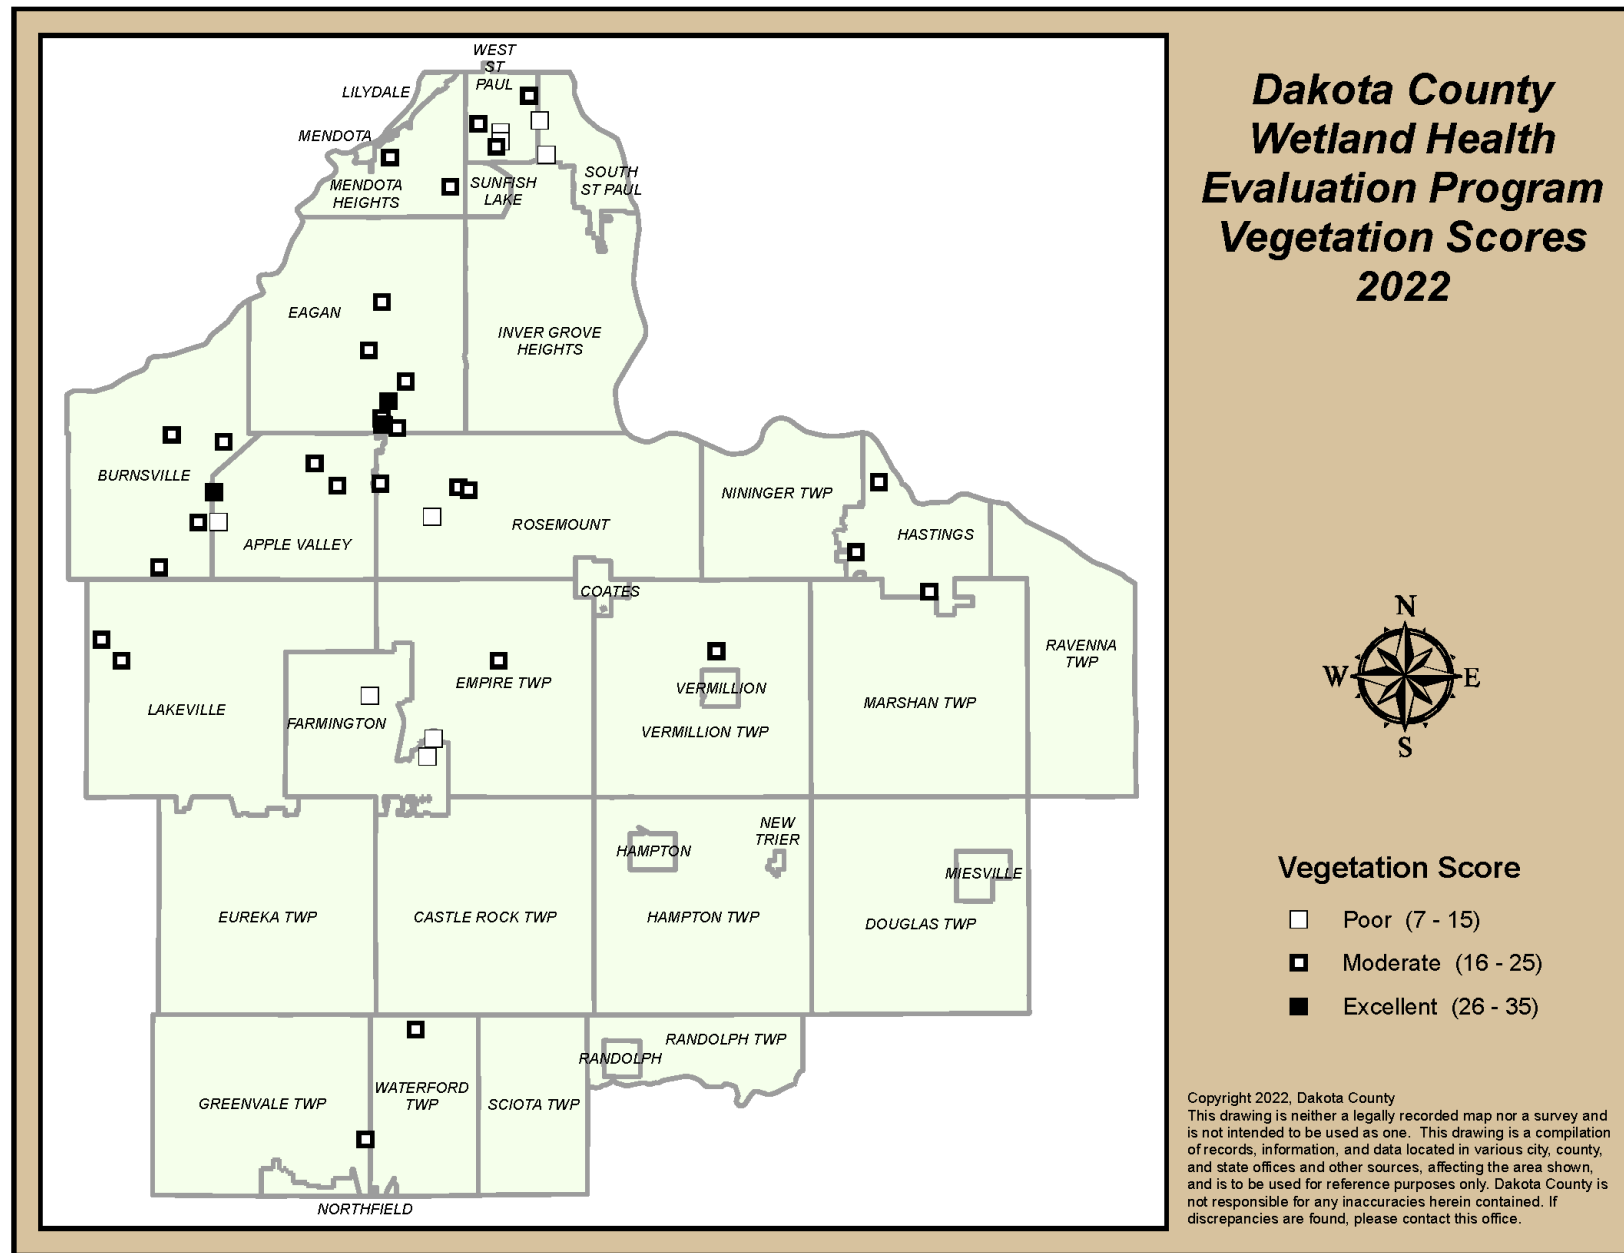 Dakota County
Wetland Health
Evaluation Program
Vegetation Scores
2022
WEST
ST
PAUL
LILYDALE
MENDOTA
MENDOTA
HEIGHTS
SUNFISH
LAKE
SOUTH
ST PAUL
EAGAN
INVER GROVE
HEIGHTS
BURNSVILLE
APPLE VALLEY
ROSEMOUNT
NININGER TWP
HASTINGS
COATES
RAVENNA
TWP
LAKEVILLE
FARMINGTON
EMPIRE TWP
VERMILLION
VERMILLION TWP
MARSHAN TWP
HAMPTON
NEW
TRIER
MIESVILLE
EUREKA TWP
CASTLE ROCK TWP
HAMPTON TWP
DOUGLAS TWP
RANDOLPH
RANDOLPH TWP
GREENVALE TWP
WATERFORD
TWP
SCIOTA TWP
NORTHFIELD
N
W
E
S
Vegetation Score
Poor (7 - 15)
Moderate (16 - 25)
Excellent (26 - 35)
Copyright 2022, Dakota County
This drawing is neither a legally recorded map nor a survey and
is not intended to be used as one. This drawing is a compilation
of records, information, and data located in various city, county,
and state offices and other sources, affecting the area shown,
and is to be used for reference purposes only. Dakota County is
not responsible for any inaccuracies herein contained. If
discrepancies are found, please contact this office.